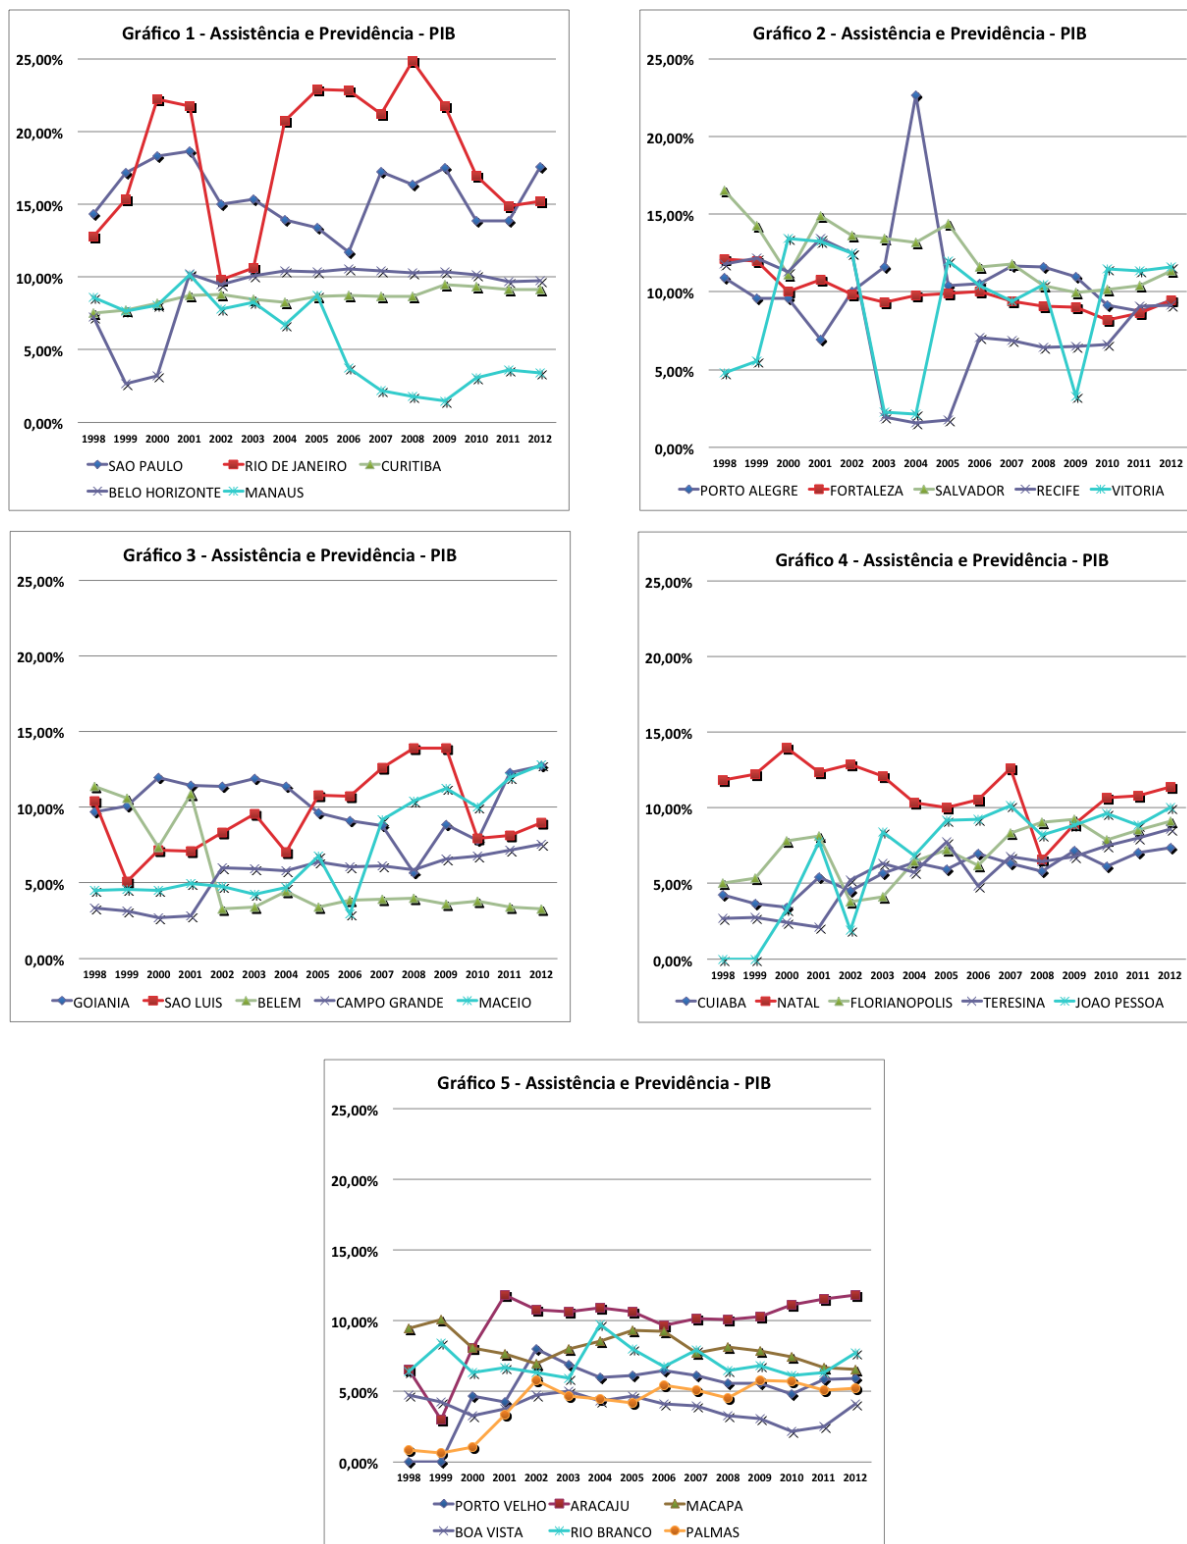 Gráfico 1 - Assistência e Previdência - PIB
25,00%
20,00%
15,00%
10,00%
5,00%
0,00%
1998 1999 2000 2001 2002 2003 2004 2005 2006 2007 2008 2009 2010 2011 2012
SAO PAULO RIO DE JANEIRO CURITIBA
BELO HORIZONTE MANAUS
Gráfico 2 - Assistência e Previdência - PIB
25,00%
20,00%
15,00%
10,00%
5,00%
0,00%
1998 1999 2000 2001 2002 2003 2004 2005 2006 2007 2008 2009 2010 2011 2012
PORTO ALEGRE FORTALEZA SALVADOR RECIFE VITORIA
Gráfico 3 - Assistência e Previdência - PIB
25,00%
20,00%
15,00%
10,00%
5,00%
0,00%
1998 1999 2000 2001 2002 2003 2004 2005 2006 2007 2008 2009 2010 2011 2012
GOIANIA SAO LUIS BELEM CAMPO GRANDE MACEIO
Gráfico 4 - Assistência e Previdência - PIB
25,00%
20,00%
15,00%
10,00%
5,00%
0,00%
1998 1999 2000 2001 2002 2003 2004 2005 2006 2007 2008 2009 2010 2011 2012
CUIABA NATAL FLORIANOPOLIS TERESINA JOAO PESSOA
Gráfico 5 - Assistência e Previdência - PIB
25,00%
20,00%
15,00%
10,00%
5,00%
0,00%
1998 1999 2000 2001 2002 2003 2004 2005 2006 2007 2008 2009 2010 2011 2012
PORTO VELHO ARACAJU MACAPA
BOA VISTA RIO BRANCO PALMAS